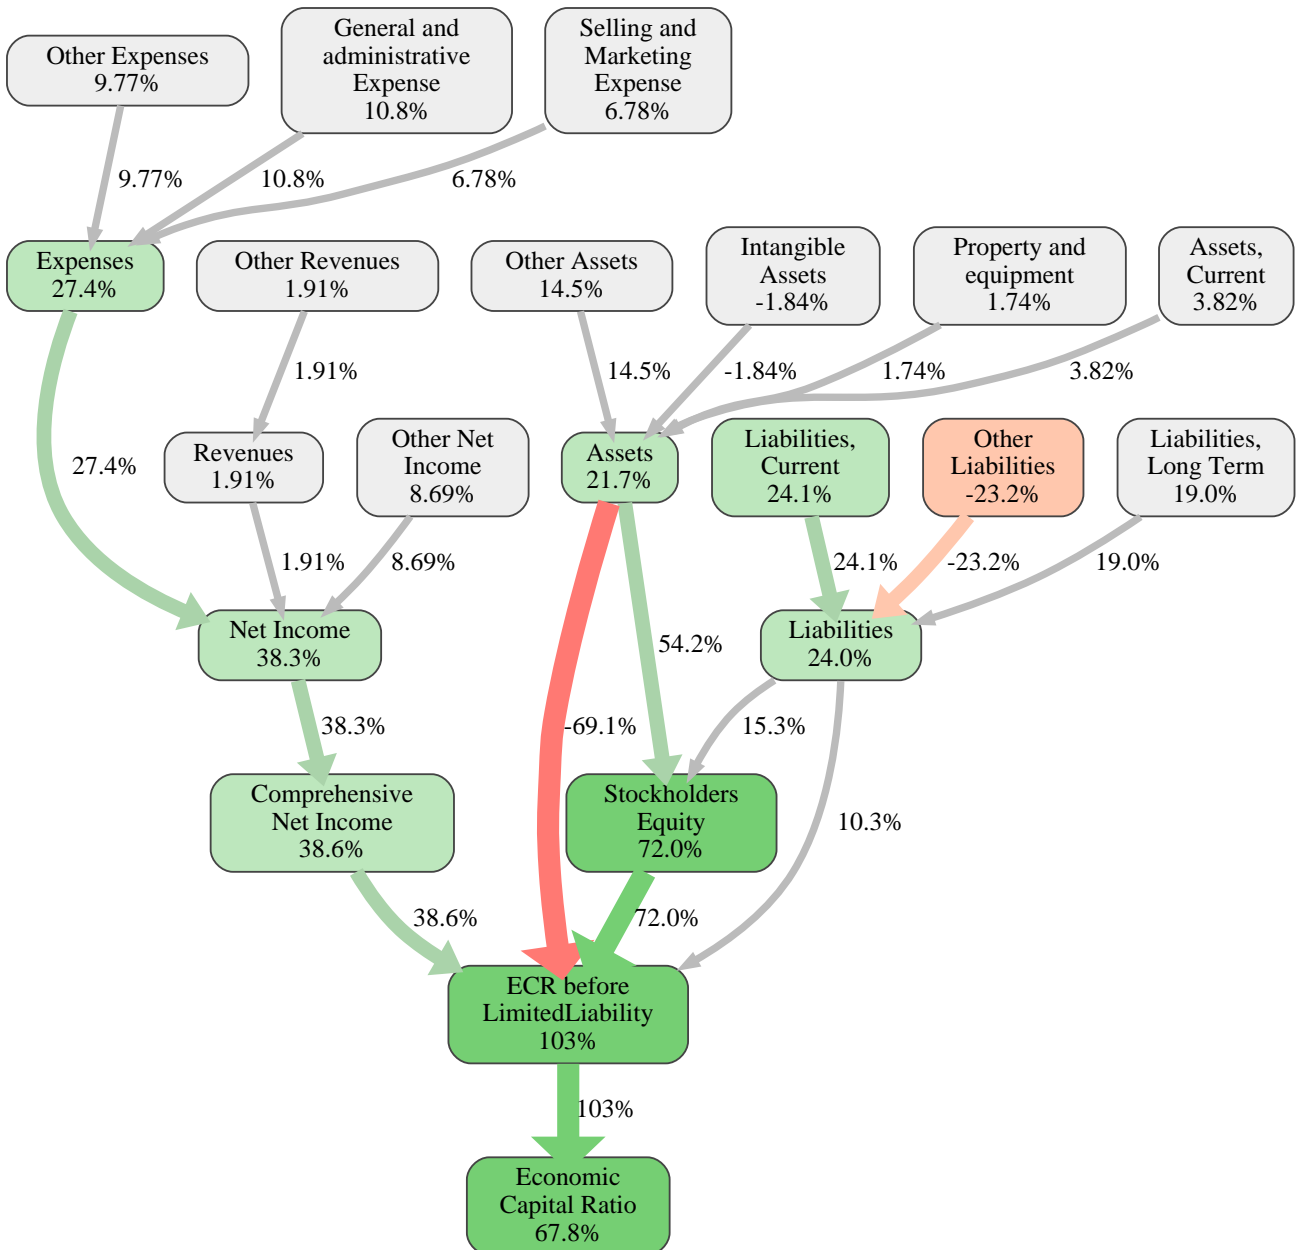 Other Expenses
9.77%
General and
administrative
Expense
10.8%
Selling and
Marketing
Expense
6.78%
9.77%
10.8%
6.78%
Expenses
27.4%
Other Revenues
1.91%
Other Assets
14.5%
Intangible
Assets
-1.84%
Property and
equipment
1.74%
Assets,
Current
3.82%
1.91%
14.5%
-1.84%
1.74%
3.82%
27.4%
Revenues
1.91%
Other Net
Income
8.69%
Assets
21.7%
Liabilities,
Current
24.1%
Other
Liabilities
-23.2%
Liabilities,
Long Term
19.0%
1.91%
8.69%
24.1%
-23.2%
19.0%
Net Income
38.3%
54.2%
Liabilities
24.0%
38.3%
-69.1%
15.3%
Comprehensive
Net Income
38.6%
Stockholders
Equity
72.0%
10.3%
38.6%
72.0%
ECR before
LimitedLiability
103%
103%
Economic
Capital Ratio
67.8%